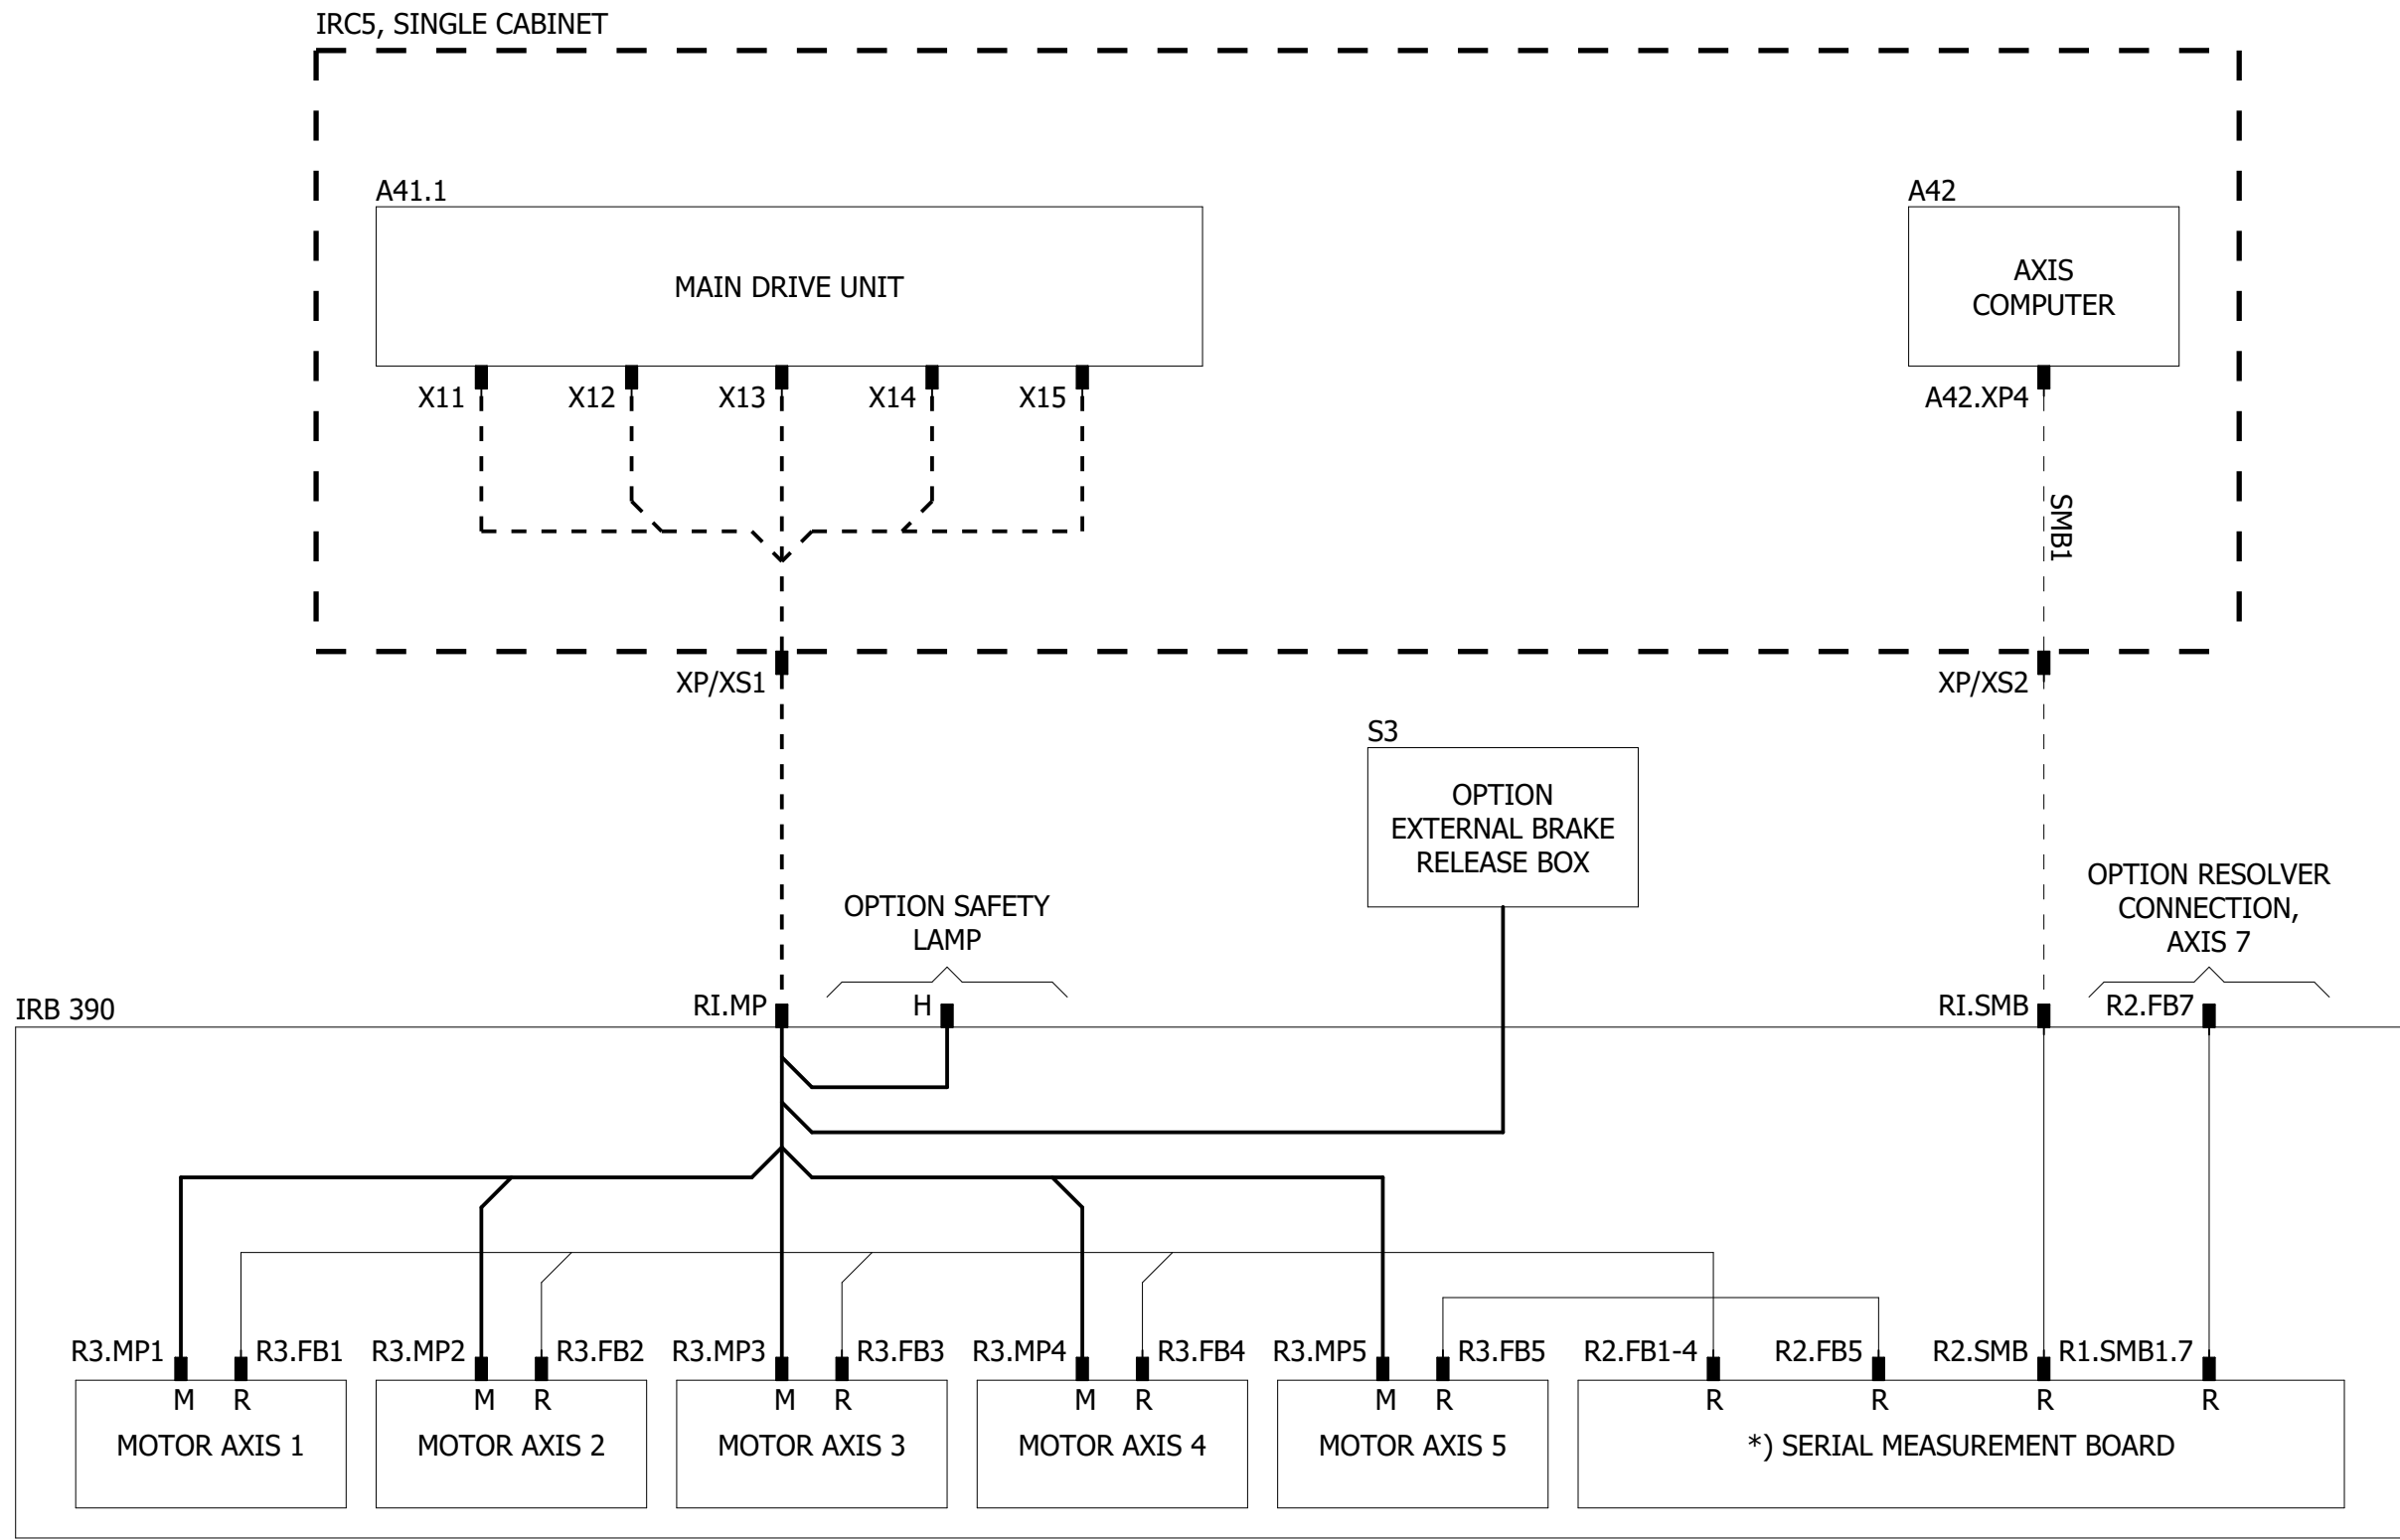 IRC5, SINGLE CABINET
A41.1
A42
MAIN DRIVE UNIT
AXIS
COMPUTER
X11
X12
X13
X14
X15
A42.XP4
SMB1
XP/XS1
XP/XS2
S3
OPTION
EXTERNAL BRAKE
RELEASE BOX
OPTION SAFETY
LAMP
OPTION RESOLVER
CONNECTION,
AXIS 7
IRB 390
RI.MP
H
RI.SMB
R2.FB7
R3.MP1
R3.FB1
R3.MP2
R3.FB2
R3.MP3
R3.FB3
R3.MP4
R3.FB4
R3.MP5
R3.FB5
R2.FB1-4
R2.FB5
R2.SMB
R1.SMB1.7
M
R
M
R
M
R
M
R
M
R
R
R
R
R
MOTOR AXIS 1
MOTOR AXIS 2
MOTOR AXIS 3
MOTOR AXIS 4
MOTOR AXIS 5
*) SERIAL MEASUREMENT BOARD